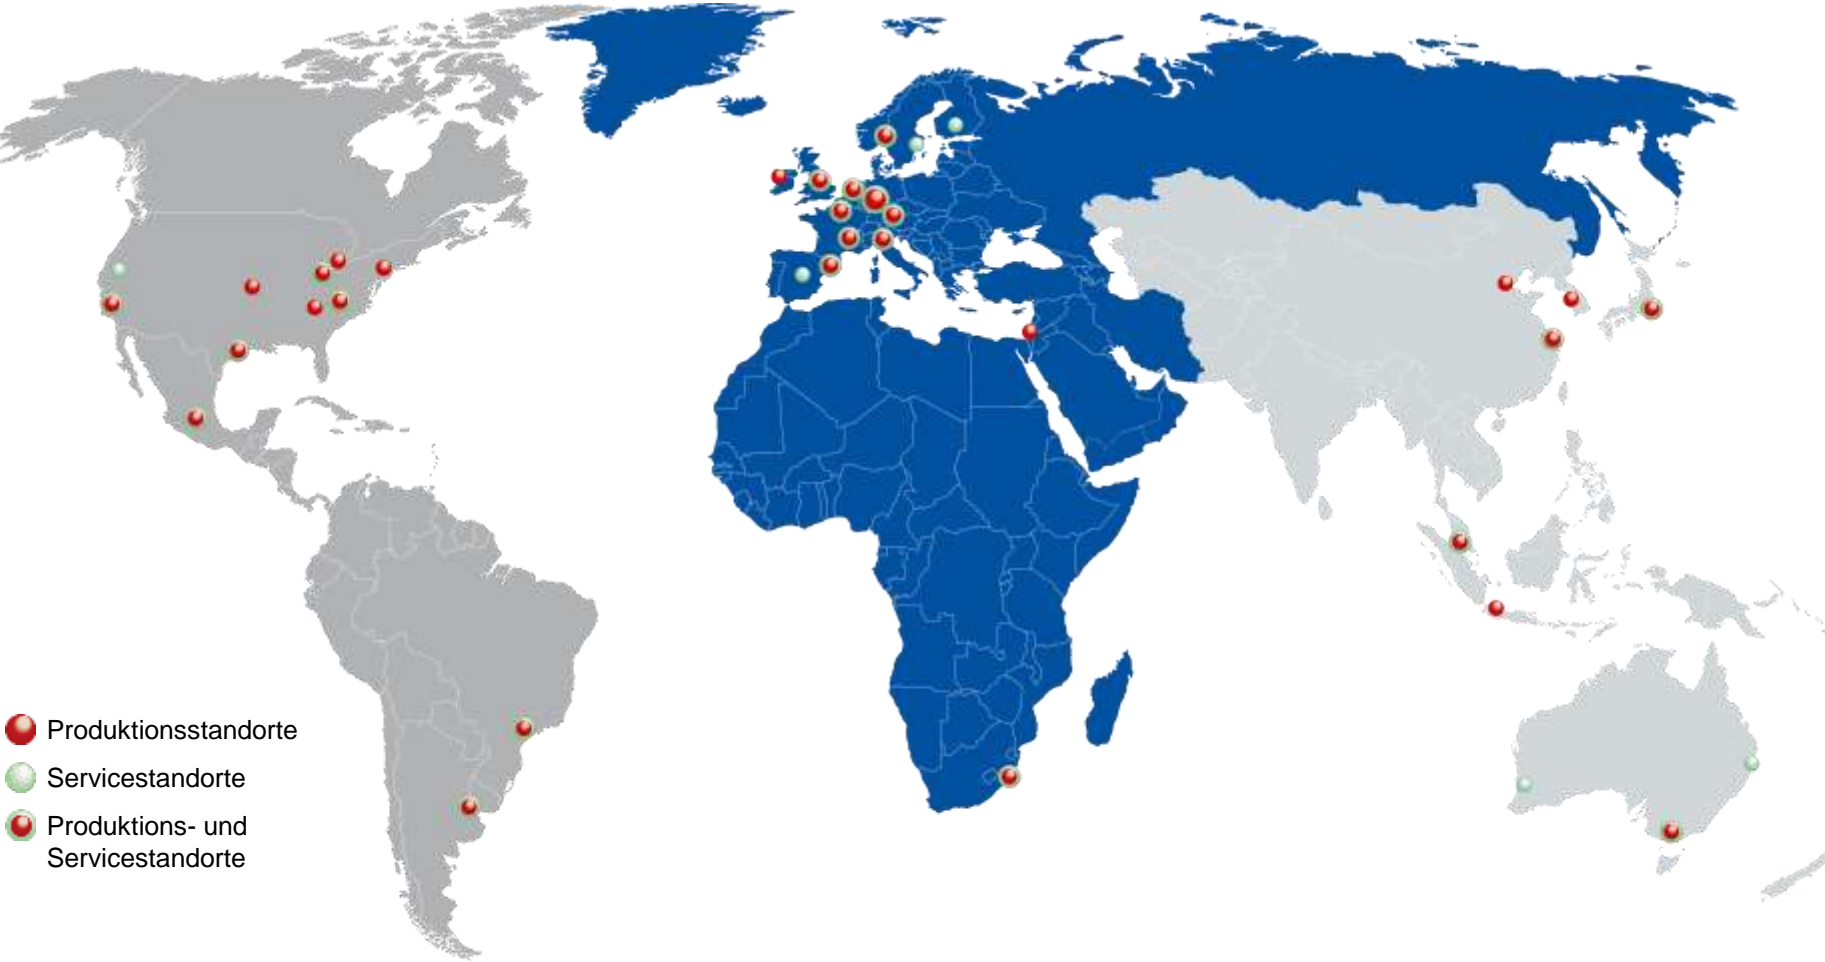 Produktionsstandorte
Servicestandorte
Produktions- und
Servicestandorte